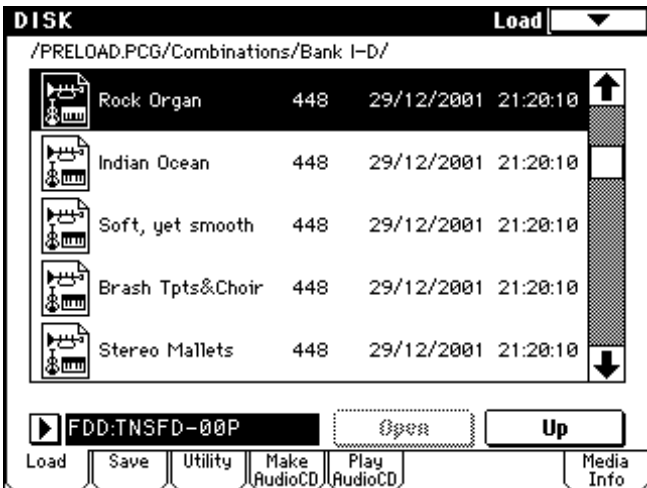 DISK Load
/PRELOAD.PCG/Combinations/Bank I-D/
Rock Organ 448 29/12/2001 21:20:10
Indian Ocean 448 29/12/2001 21:20:10
Soft, yet smooth 448 29/12/2001 21:20:10
Brash Tpts&Choir 448 29/12/2001 21:20:10
Stereo Mallets 448 29/12/2001 21:20:10
FDD:TNSFD-00P Open Up
Load Save Utility Make AudioCD Play AudioCD Media Info